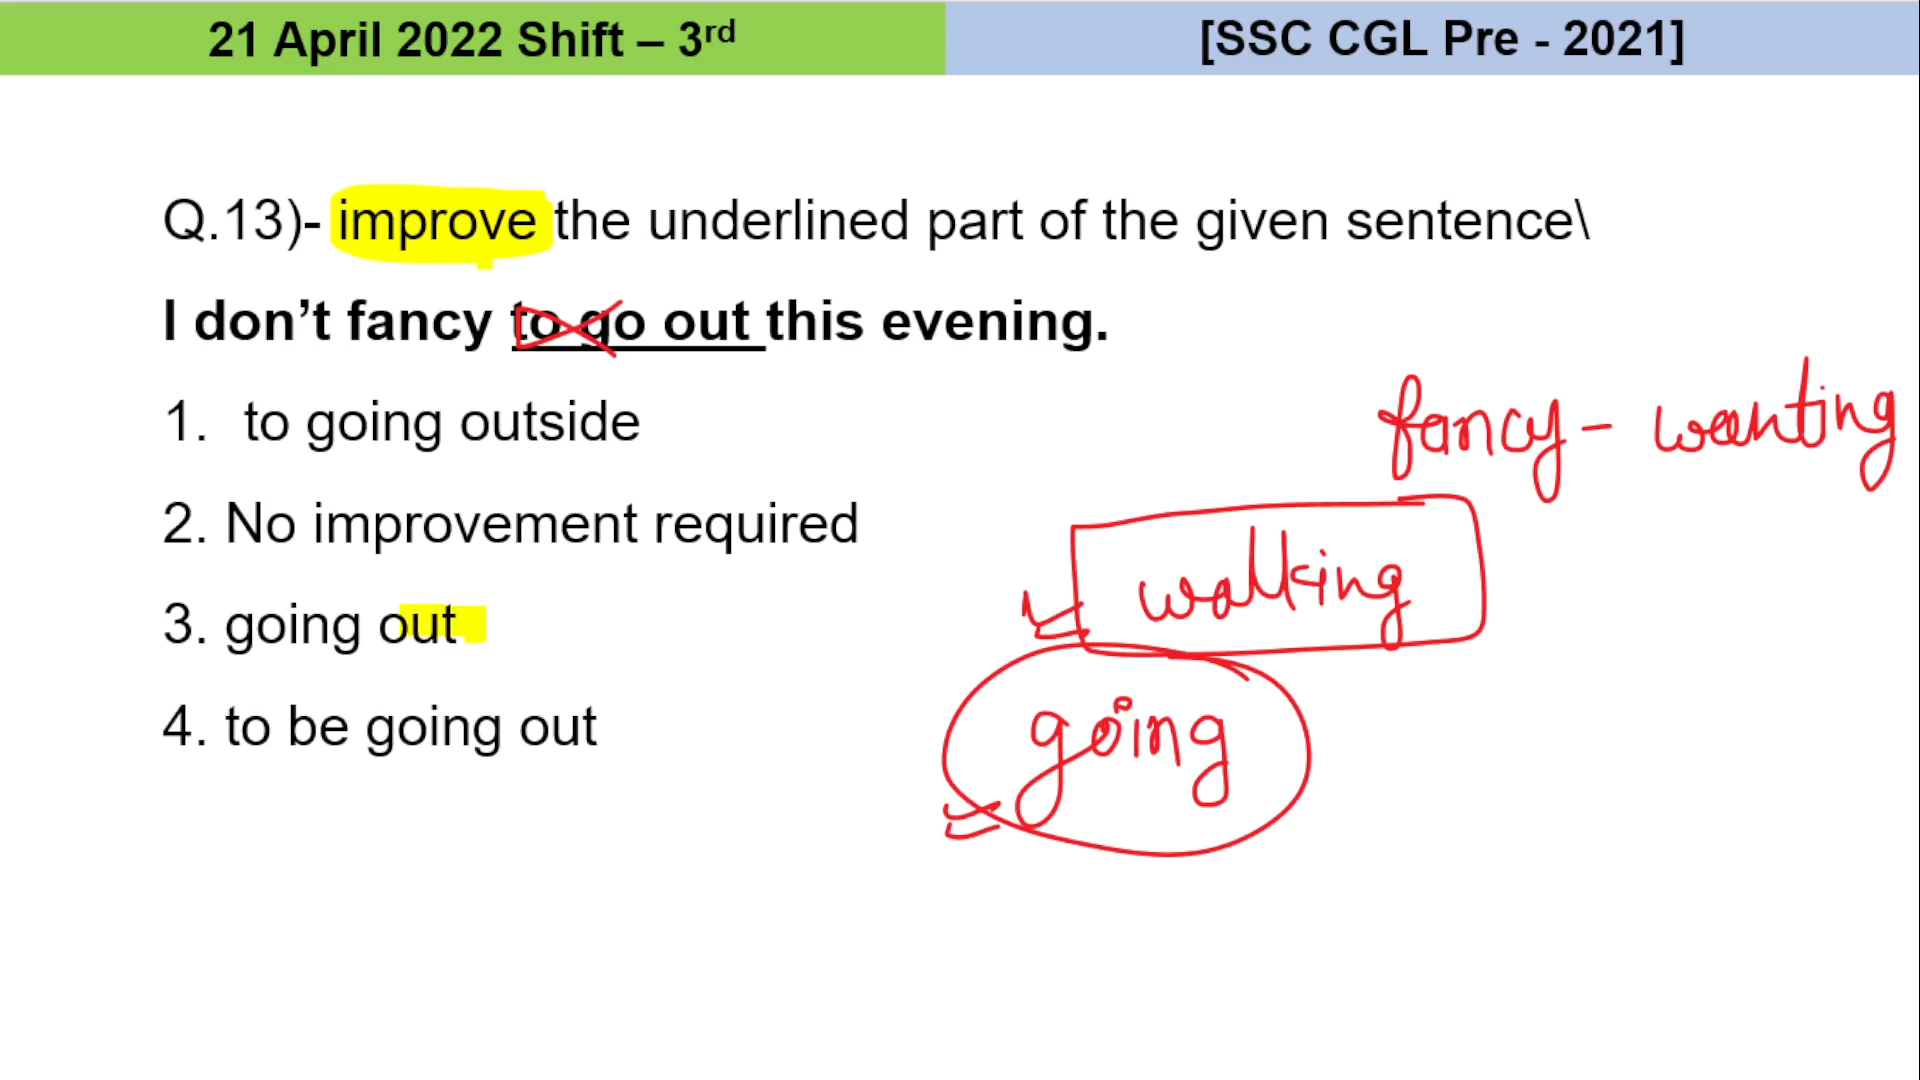 21 April 2022 Shift – 3rd
[SSC CGL Pre - 2021]
Q.13)- improve the underlined part of the given sentence\
I don’t fancy to go out this evening.
1. to going outside
2. No improvement required
3. going out
4. to be going out
fancy - wanting
walking
going